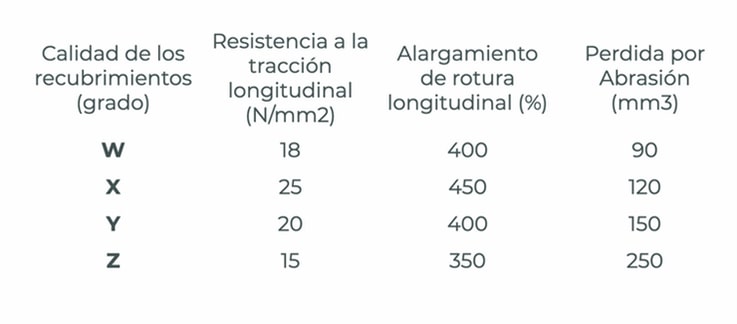 Calidad de los
recubrimientos
(grado)
Resistencia a la
tracción
longitudinal
(N/mm2)
Alargamiento
de rotura
longitudinal (%)
Perdida por
Abrasión
(mm3)
W 18 400 90
X 25 450 120
Y 20 400 150
Z 15 350 250